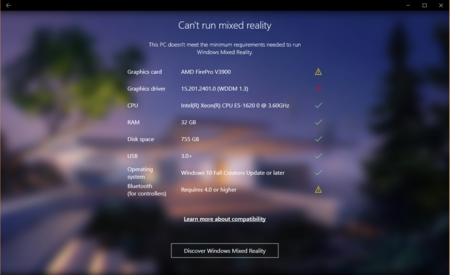 Can't run mixed reality
This PC doesn't meet the minimum requirements needed to run
Windows Mixed Reality.
Graphics card AMD FirePro V3900
Graphics driver 15.201.2401.0 (WDDM 1.3)
CPU Intel(R) Xeon(R) CPU E5-1620 0 @ 3.60GHz
RAM 32 GB
Disk space 755 GB
USB 3.0+
Operating
system Windows 10 Fall Creators Update or later
Bluetooth
(for controllers) Requires 4.0 or higher
Learn more about compatibility
Discover Windows Mixed Reality